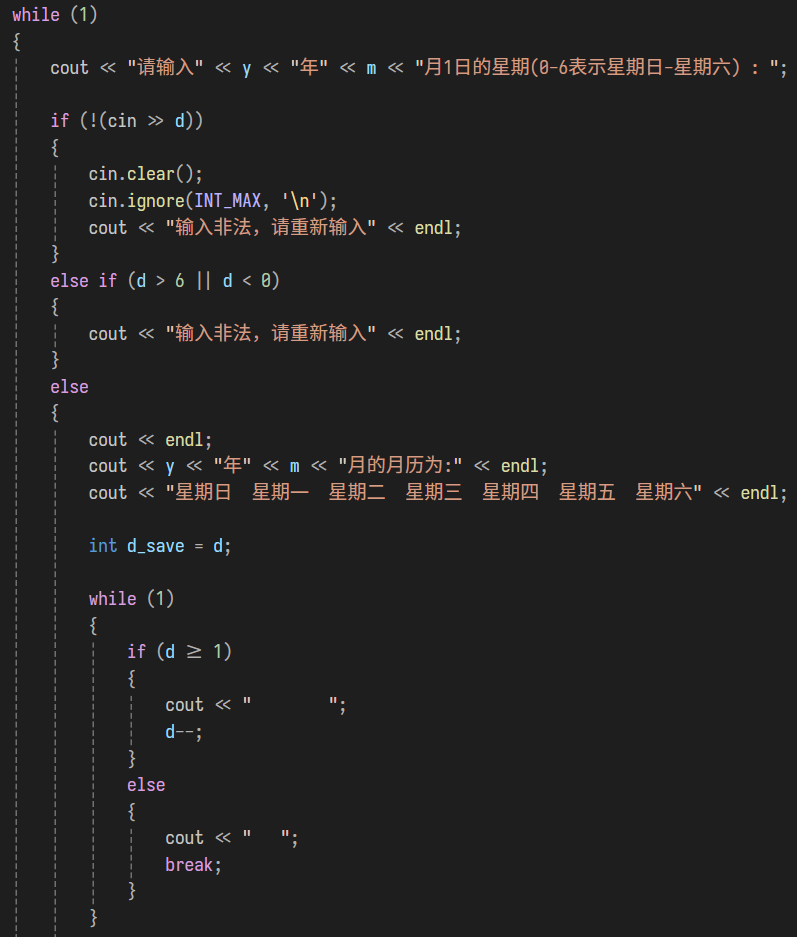 while (1)
{
    cout << "请输入" << y << "年" << m << "月1日的星期(0-6表示星期日-星期六) : ";

    if (!(cin >> d))
    {
        cin.clear();
        cin.ignore(INT_MAX, '\n');
        cout << "输入非法，请重新输入" << endl;
    }
    else if (d > 6 || d < 0)
    {
        cout << "输入非法，请重新输入" << endl;
    }
    else
    {
        cout << endl;
        cout << y << "年" << m << "月的月历为:" << endl;
        cout << "星期日  星期一  星期二  星期三  星期四  星期五  星期六" << endl;

        int d_save = d;

        while (1)
        {
            if (d >= 1)
            {
                cout << "        ";
                d--;
            }
            else
            {
                cout << "   ";
                break;
            }
        }